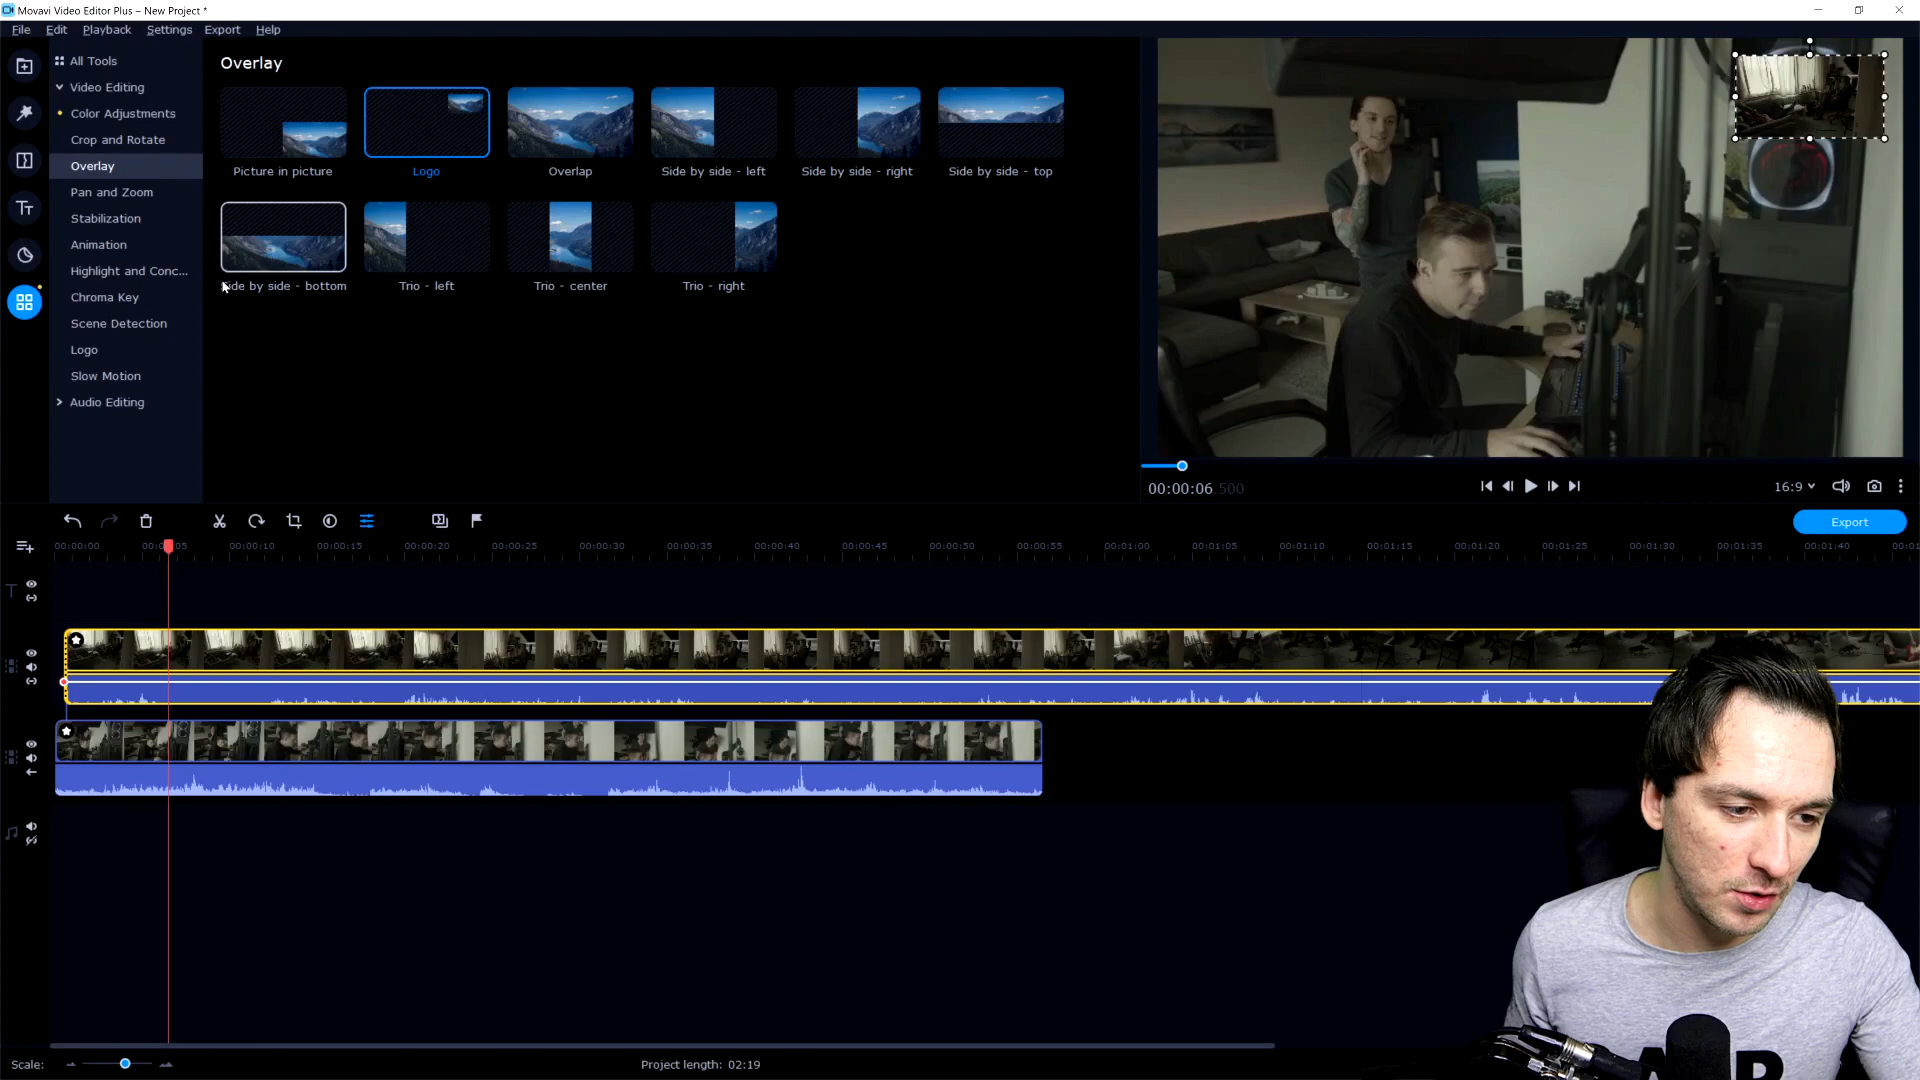 Movavi Video Editor Plus – New Project *
File Edit Playback Settings Export Help
All Tools
Video Editing
Color Adjustments
Crop and Rotate
Overlay
Pan and Zoom
Stabilization
Animation
Highlight and Conc...
Chroma Key
Scene Detection
Logo
Slow Motion
Audio Editing
Overlay
Picture in picture
Logo
Overlap
Side by side - left
Side by side - right
Side by side - top
Side by side - bottom
Trio - left
Trio - center
Trio - right
00:00:06.500
16:9
Export
00:00:00 00:00:05 00:00:10 00:00:15 00:00:20 00:00:25 00:00:30 00:00:35 00:00:40 00:00:45 00:00:50 00:00:55 00:01:00 00:01:05 00:01:10 00:01:15 00:01:20 00:01:25 00:01:30 00:01:35 00:01:40
Scale:
Project length: 02:19